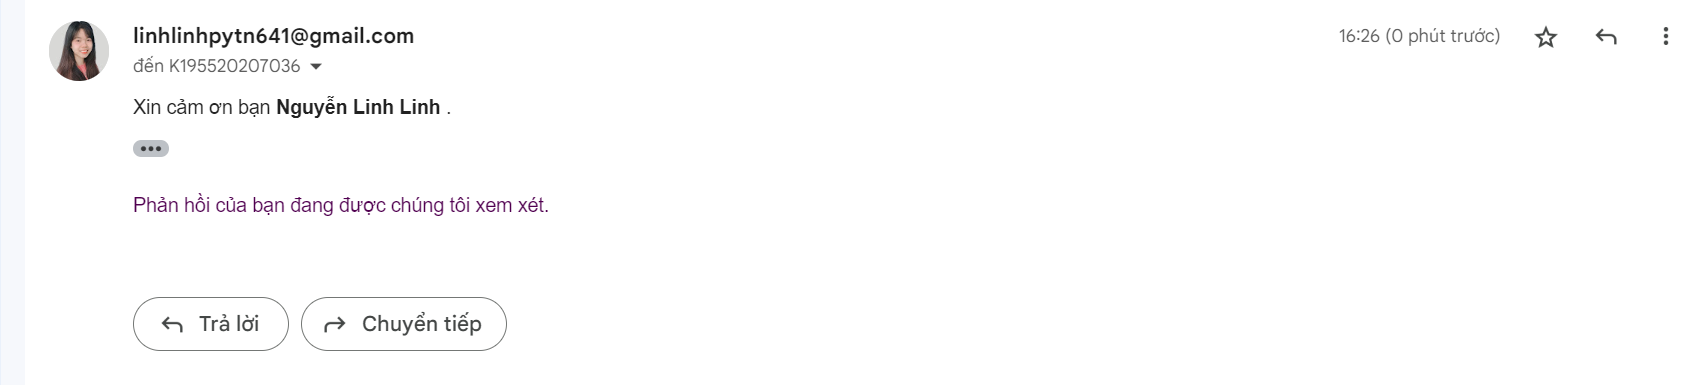 linhlinhpytn641@gmail.com
16:26 (0 phút trước)
đến K195520207036
Xin cảm ơn bạn Nguyễn Linh Linh .
Phản hồi của bạn đang được chúng tôi xem xét.
Trả lời
Chuyển tiếp